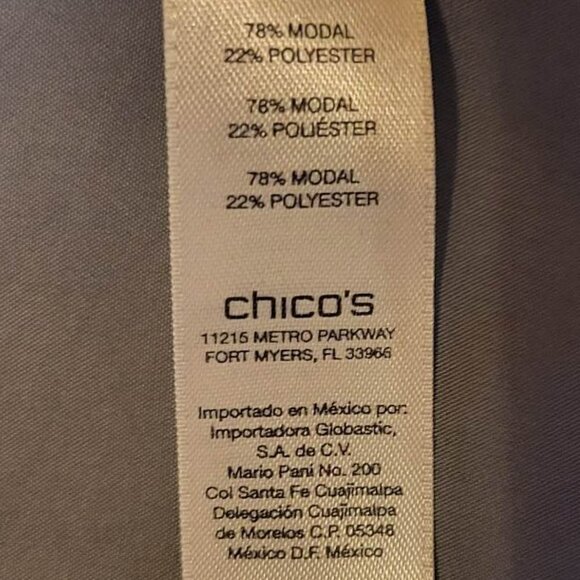 78% MODAL
22% POLYESTER
78% MODAL
22% POLIÉSTER
78% MODAL
22% POLYESTER
chico's
11215 METRO PARKWAY
FORT MYERS, FL 33966
Importado en México por:
Importadora Globastic,
S.A. de C.V.
Mario Pani No. 200
Col Santa Fe Cuajimalpa
Delegación Cuajimalpa
de Morelos C.P. 05348
México D.F. México